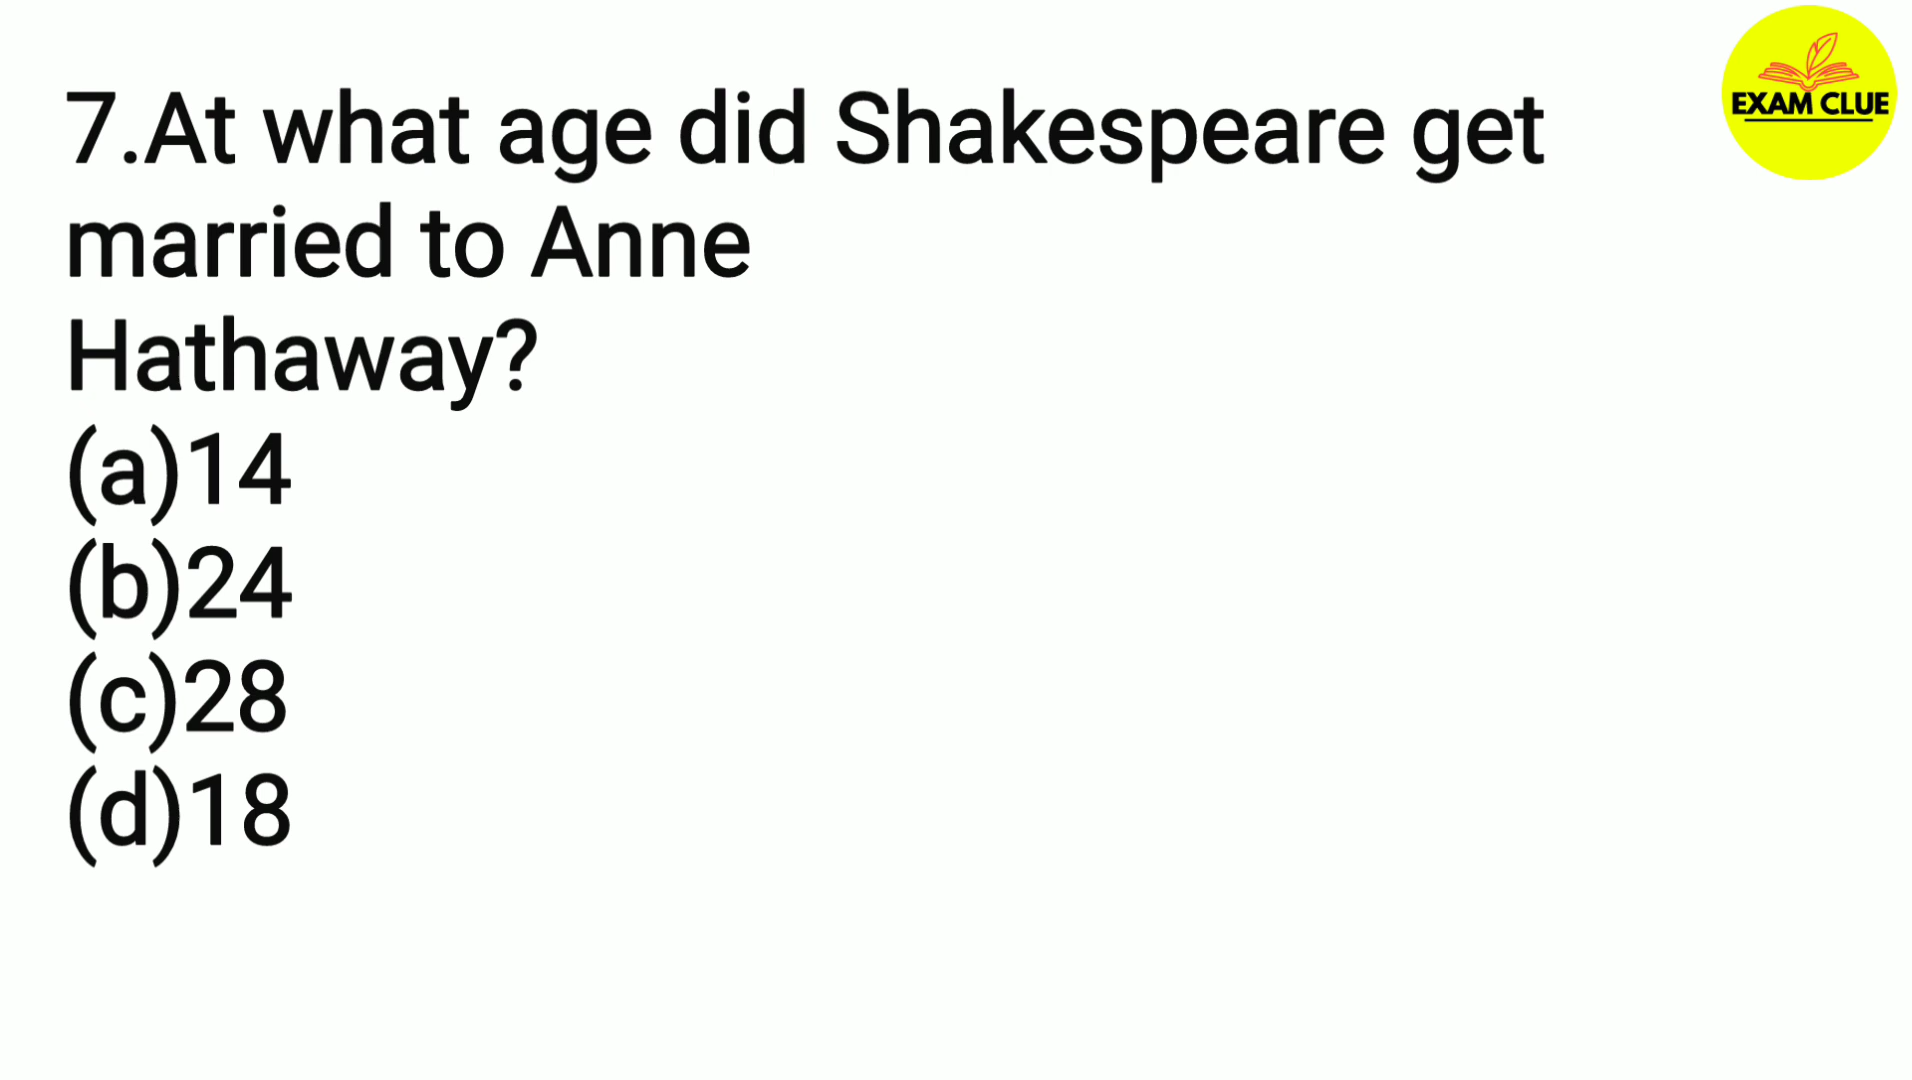 7.At what age did Shakespeare get
married to Anne
Hathaway?
(a)14
(b)24
(c)28
(d)18
EXAM CLUE